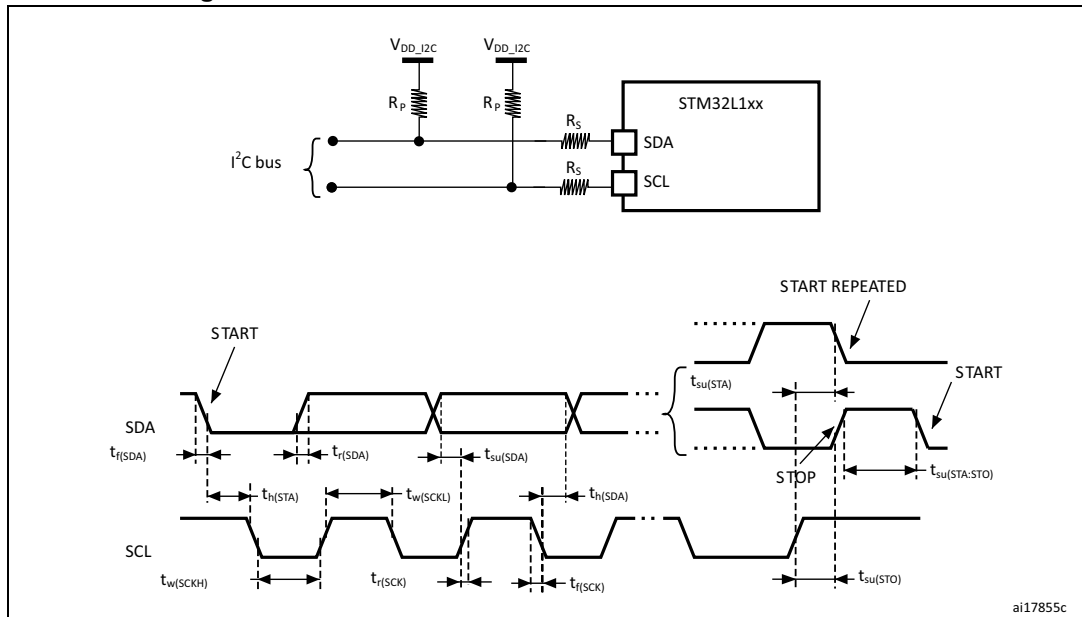 V_DD_I2C V_DD_I2C
R_P R_P STM32L1xx
R_S SDA
I²C bus
R_S SCL
START REPEATED
START
START
t_su(STA)
SDA
t_f(SDA) t_r(SDA) t_su(SDA) STOP t_su(STA:STO)
t_h(STA) t_w(SCKL) t_h(SDA)
SCL
t_w(SCKH) t_r(SCK) t_f(SCK) t_su(STO)
ai17855c